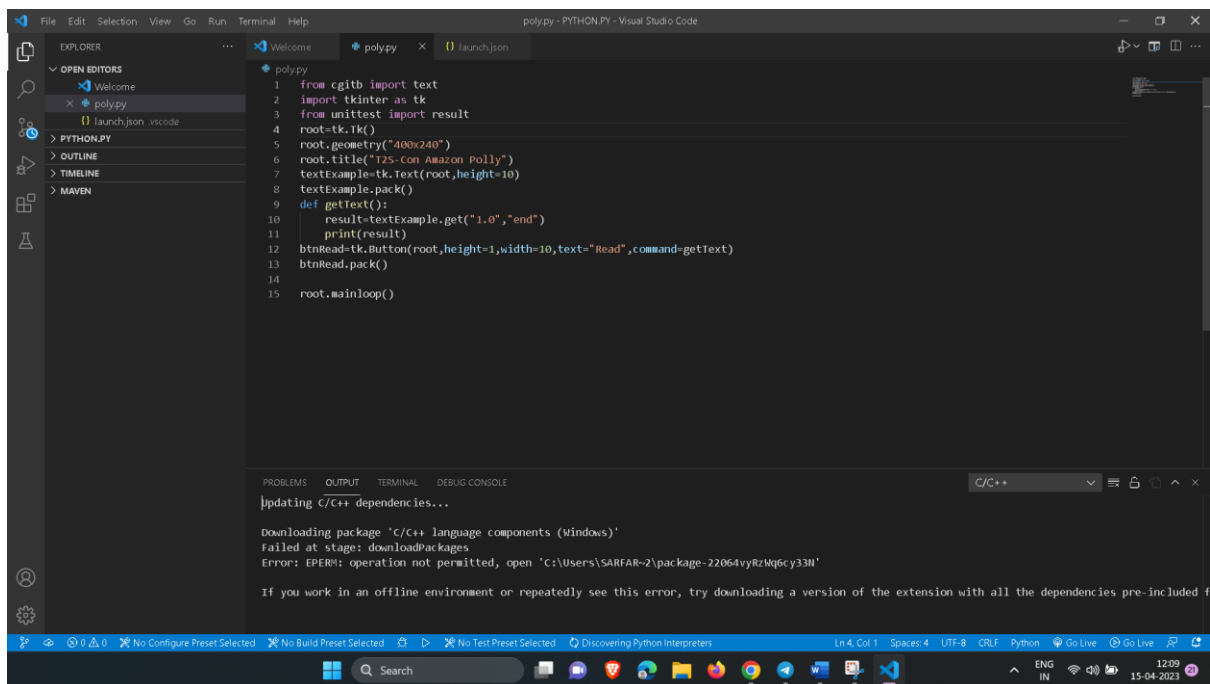 File Edit Selection View Go Run Terminal Help poly.py - PYTHON.PY - Visual Studio Code
EXPLORER
Welcome poly.py launch.json
OPEN EDITORS
Welcome
poly.py
launch.json .vscode
PYTHON.PY
OUTLINE
TIMELINE
MAVEN
poly.py
1 from cgitb import text
2 import tkinter as tk
3 from unittest import result
4 root=tk.Tk()
5 root.geometry("400x240")
6 root.title("T2S-Con Amazon Polly")
7 textExample=tk.Text(root,height=10)
8 textExample.pack()
9 def getText():
10 result=textExample.get("1.0","end")
11 print(result)
12 btnRead=tk.Button(root,height=1,width=10,text="Read",command=getText)
13 btnRead.pack()
14
15 root.mainloop()
PROBLEMS OUTPUT TERMINAL DEBUG CONSOLE C/C++
Updating C/C++ dependencies...
Downloading package 'C/C++ language components (Windows)'
Failed at stage: downloadPackages
Error: EPERM: operation not permitted, open 'C:\Users\SARFAR~2\package-22064vyRzWq6cy33N'
If you work in an offline environment or repeatedly see this error, try downloading a version of the extension with all the dependencies pre-included f
0 0 No Configure Preset Selected No Build Preset Selected No Test Preset Selected Discovering Python Interpreters Ln 4, Col 1 Spaces: 4 UTF-8 CRLF Python Go Live Go Live
Search ENG IN 12:09 15-04-2023 21